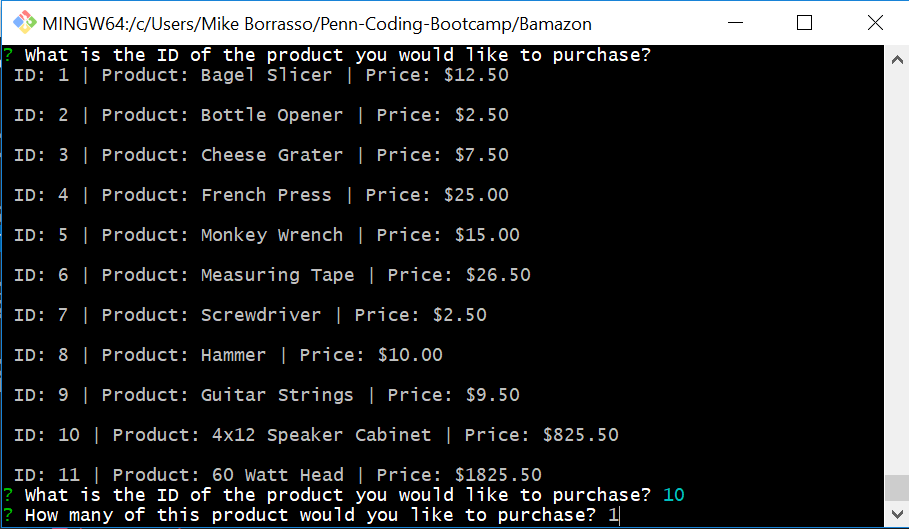 MINGW64:/c/Users/Mike Borrasso/Penn-Coding-Bootcamp/Bamazon
? What is the ID of the product you would like to purchase?
ID: 1 | Product: Bagel Slicer | Price: $12.50
ID: 2 | Product: Bottle Opener | Price: $2.50
ID: 3 | Product: Cheese Grater | Price: $7.50
ID: 4 | Product: French Press | Price: $25.00
ID: 5 | Product: Monkey Wrench | Price: $15.00
ID: 6 | Product: Measuring Tape | Price: $26.50
ID: 7 | Product: Screwdriver | Price: $2.50
ID: 8 | Product: Hammer | Price: $10.00
ID: 9 | Product: Guitar Strings | Price: $9.50
ID: 10 | Product: 4x12 Speaker Cabinet | Price: $825.50
ID: 11 | Product: 60 Watt Head | Price: $1825.50
? What is the ID of the product you would like to purchase? 10
? How many of this product would you like to purchase? 1